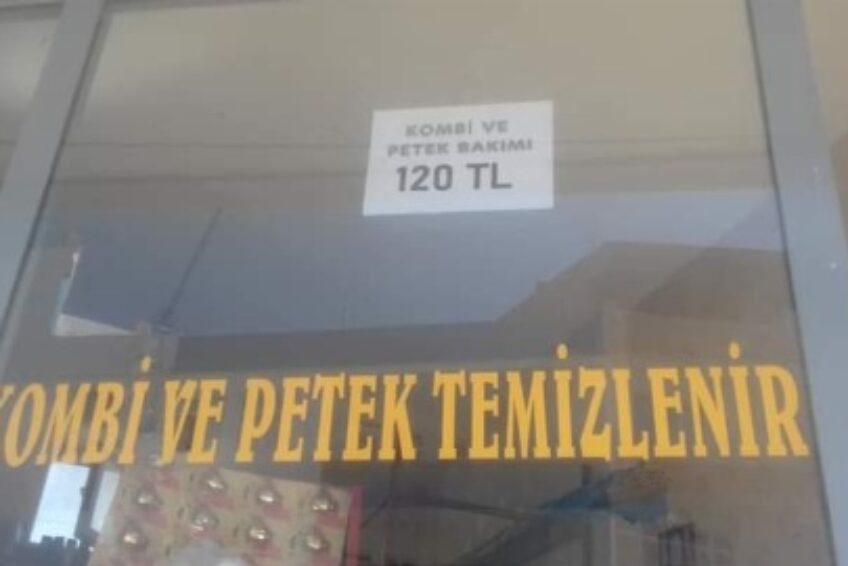 KOMBİ VE
PETEK BAKIMI
120 TL
KOMBİ VE PETEK TEMİZLENİR